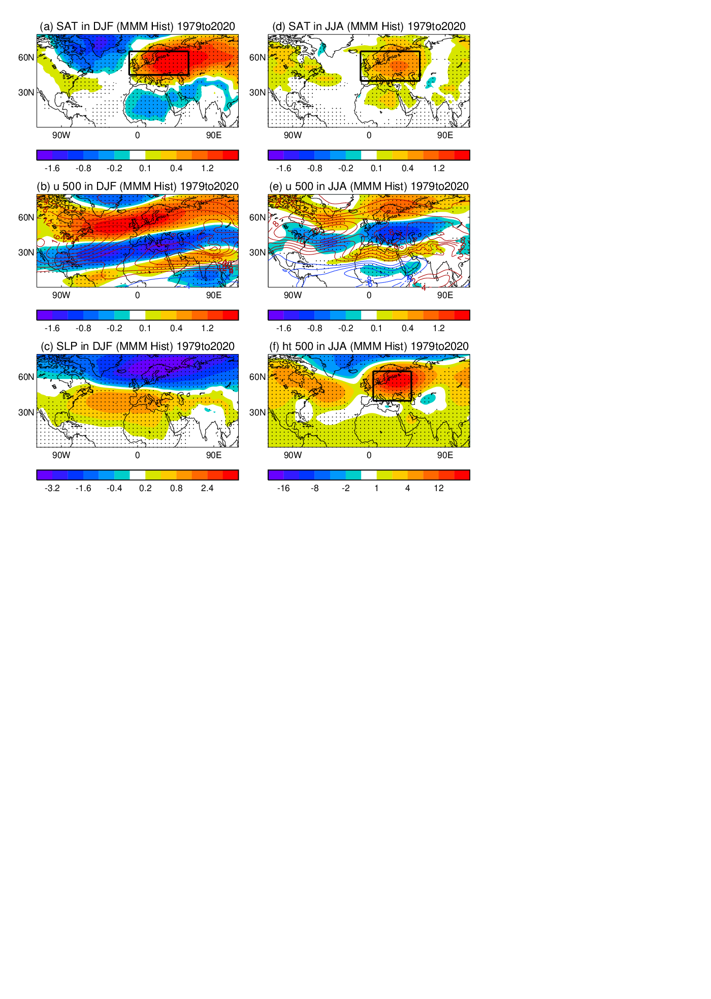 (a) SAT in DJF (MMM Hist) 1979to2020
60N
30N
90W 0 90E
-1.6 -0.8 -0.2 0.1 0.4 1.2
(b) u 500 in DJF (MMM Hist) 1979to2020
60N
30N
90W 0 90E
-1.6 -0.8 -0.2 0.1 0.4 1.2
(c) SLP in DJF (MMM Hist) 1979to2020
60N
30N
90W 0 90E
-3.2 -1.6 -0.4 0.2 0.8 2.4
(d) SAT in JJA (MMM Hist) 1979to2020
60N
30N
90W 0 90E
-1.6 -0.8 -0.2 0.1 0.4 1.2
(e) u 500 in JJA (MMM Hist) 1979to2020
60N
30N
90W 0 90E
-1.6 -0.8 -0.2 0.1 0.4 1.2
(f) ht 500 in JJA (MMM Hist) 1979to2020
60N
30N
90W 0 90E
-16 -8 -2 1 4 12